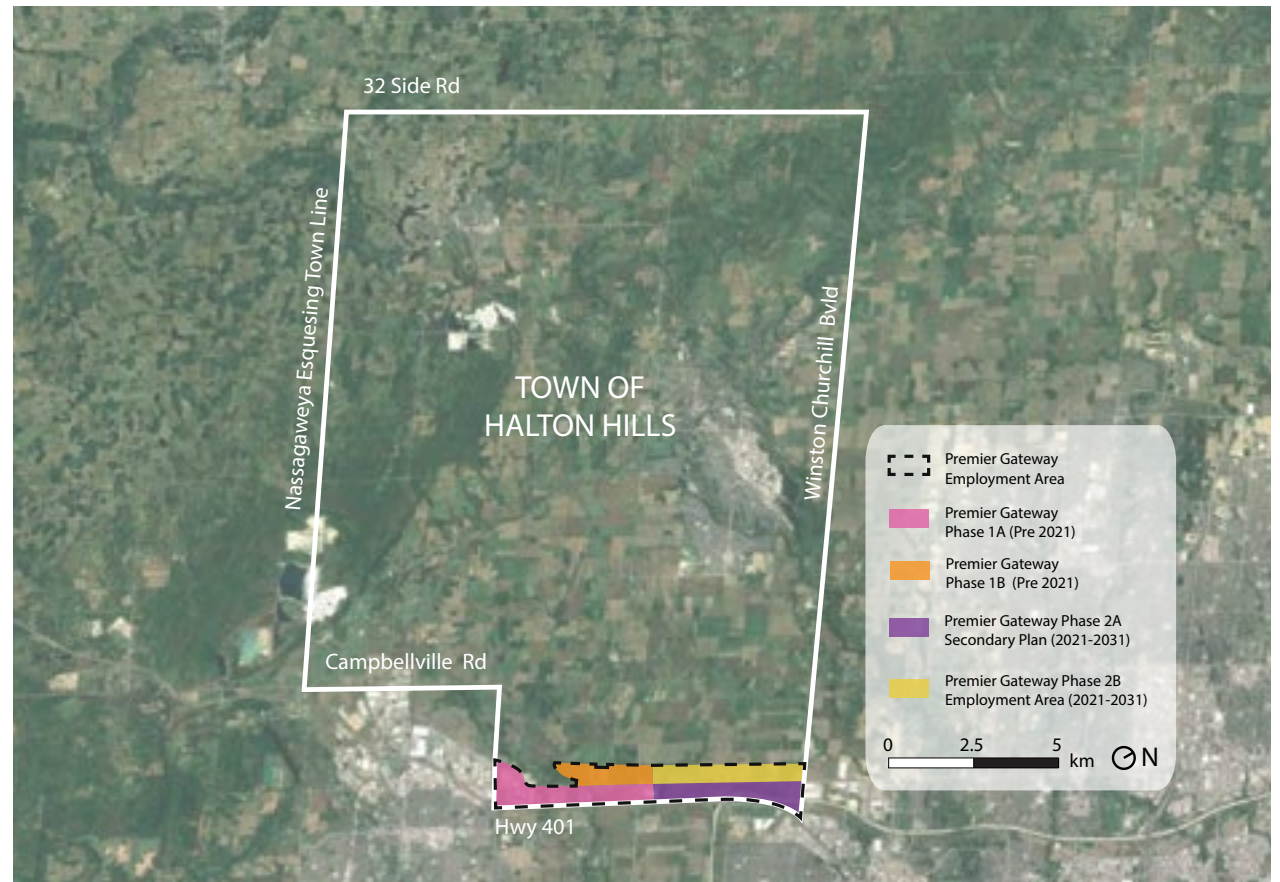 32 Side Rd
Nassagaweya Esquesing Town Line
Winston Churchill Bvld
TOWN OF
HALTON HILLS
Campbellville Rd
Hwy 401
Premier Gateway
Employment Area
Premier Gateway
Phase 1A (Pre 2021)
Premier Gateway
Phase 1B (Pre 2021)
Premier Gateway Phase 2A
Secondary Plan (2021-2031)
Premier Gateway Phase 2B
Employment Area (2021-2031)
0 2.5 5
km N